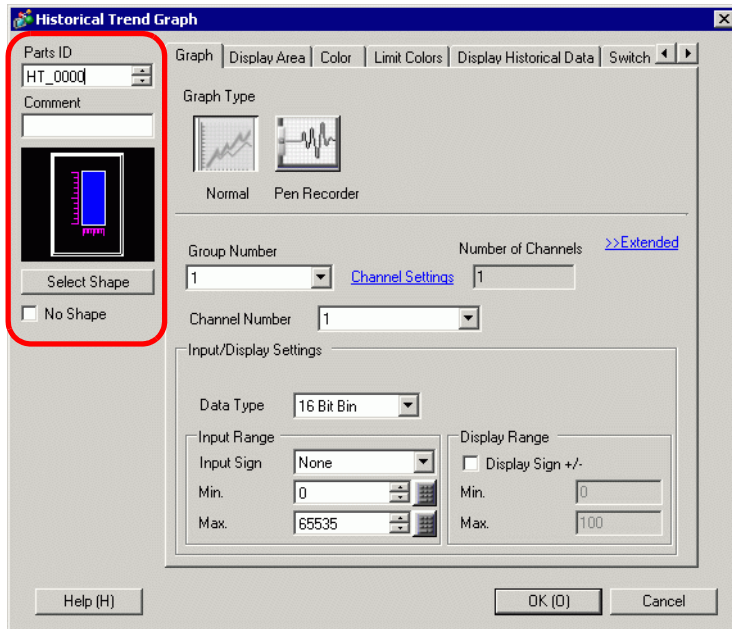 Historical Trend Graph
Parts ID
HT_0000
Comment
Select Shape
No Shape
Graph
Display Area
Color
Limit Colors
Display Historical Data
Switch
Graph Type
Normal
Pen Recorder
Group Number
1
Channel Settings
Number of Channels
1
>>Extended
Channel Number
1
Input/Display Settings
Data Type
16 Bit Bin
Input Range
Input Sign
None
Min.
0
Max.
65535
Display Range
Display Sign +/-
Min.
0
Max.
100
Help (H)
OK (O)
Cancel